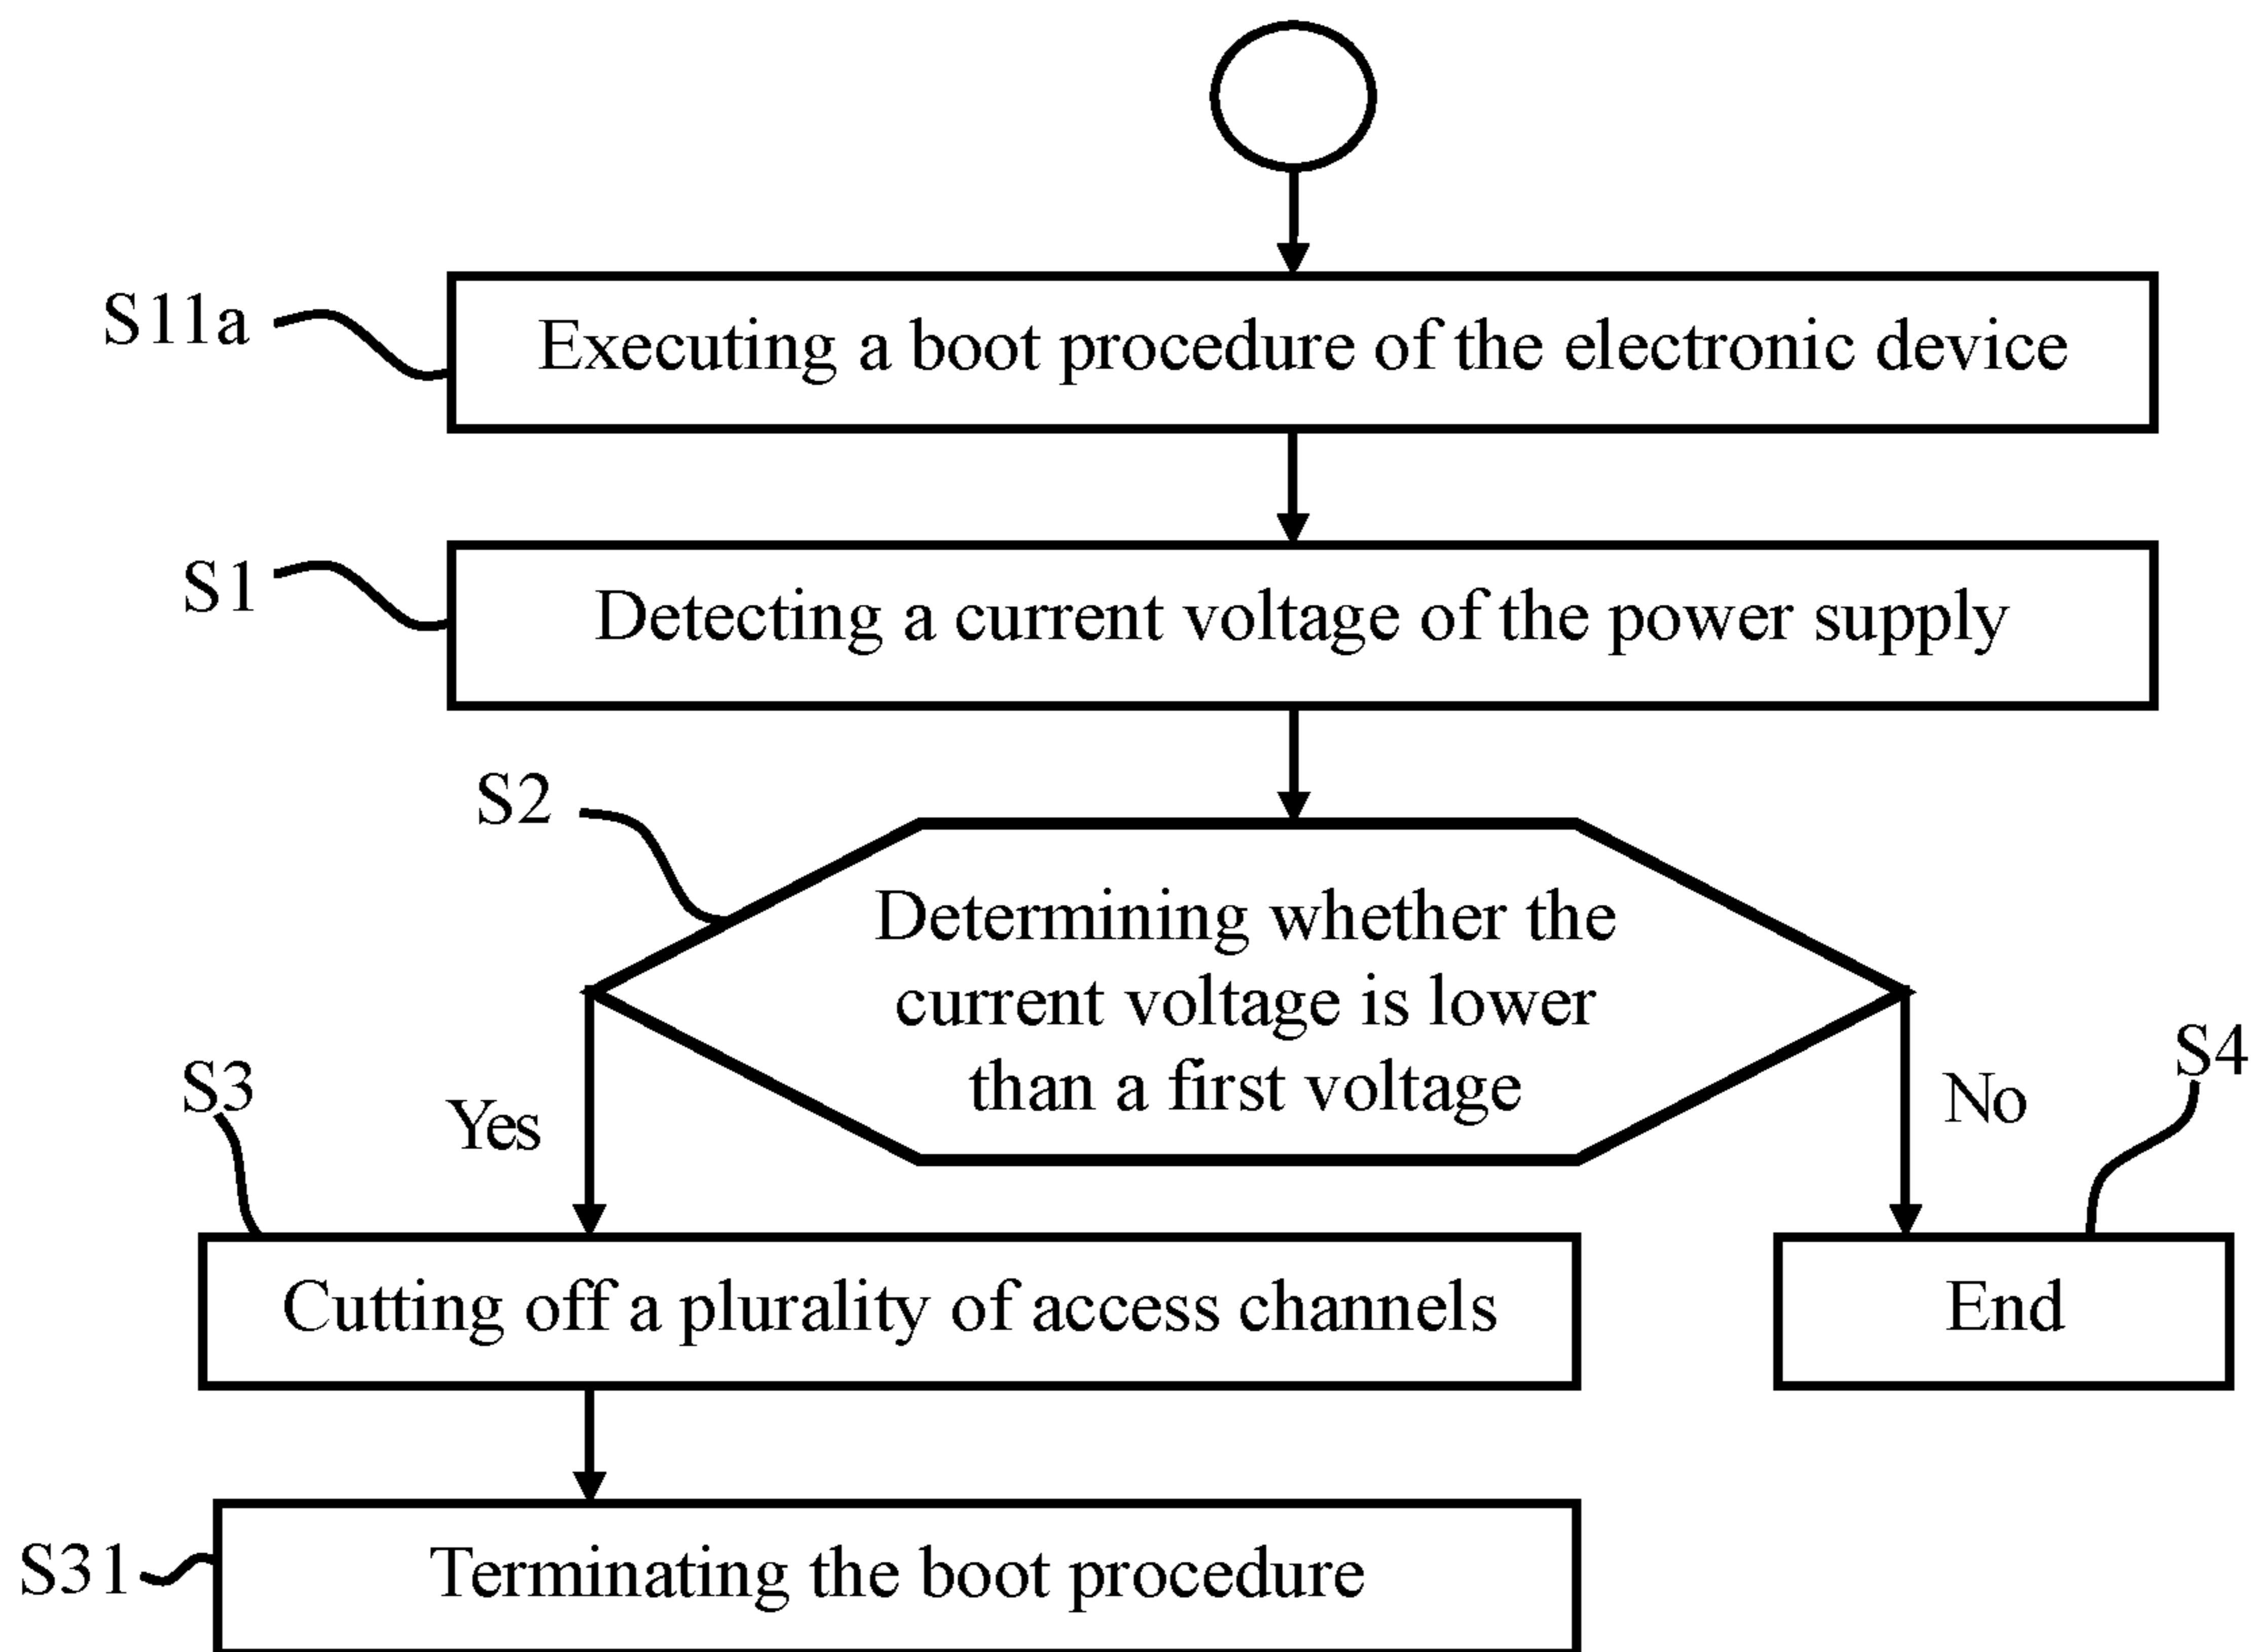 S11a
Executing a boot procedure of the electronic device
S1
Detecting a current voltage of the power supply
S2
Determining whether the
current voltage is lower
than a first voltage
S3
Yes
No
S4
Cutting off a plurality of access channels
End
S31
Terminating the boot procedure